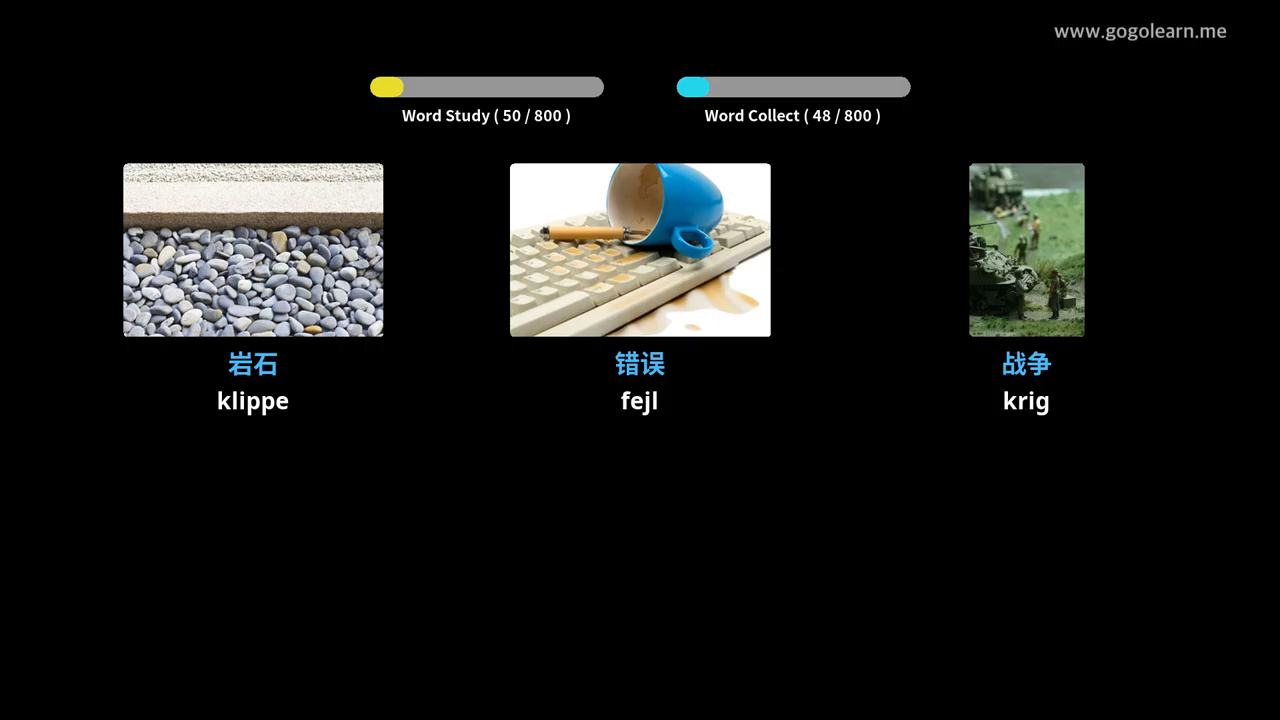 www.gogolearn.me
Word Study ( 50 / 800 )
Word Collect ( 48 / 800 )
岩石
klippe
错误
fejl
战争
krig